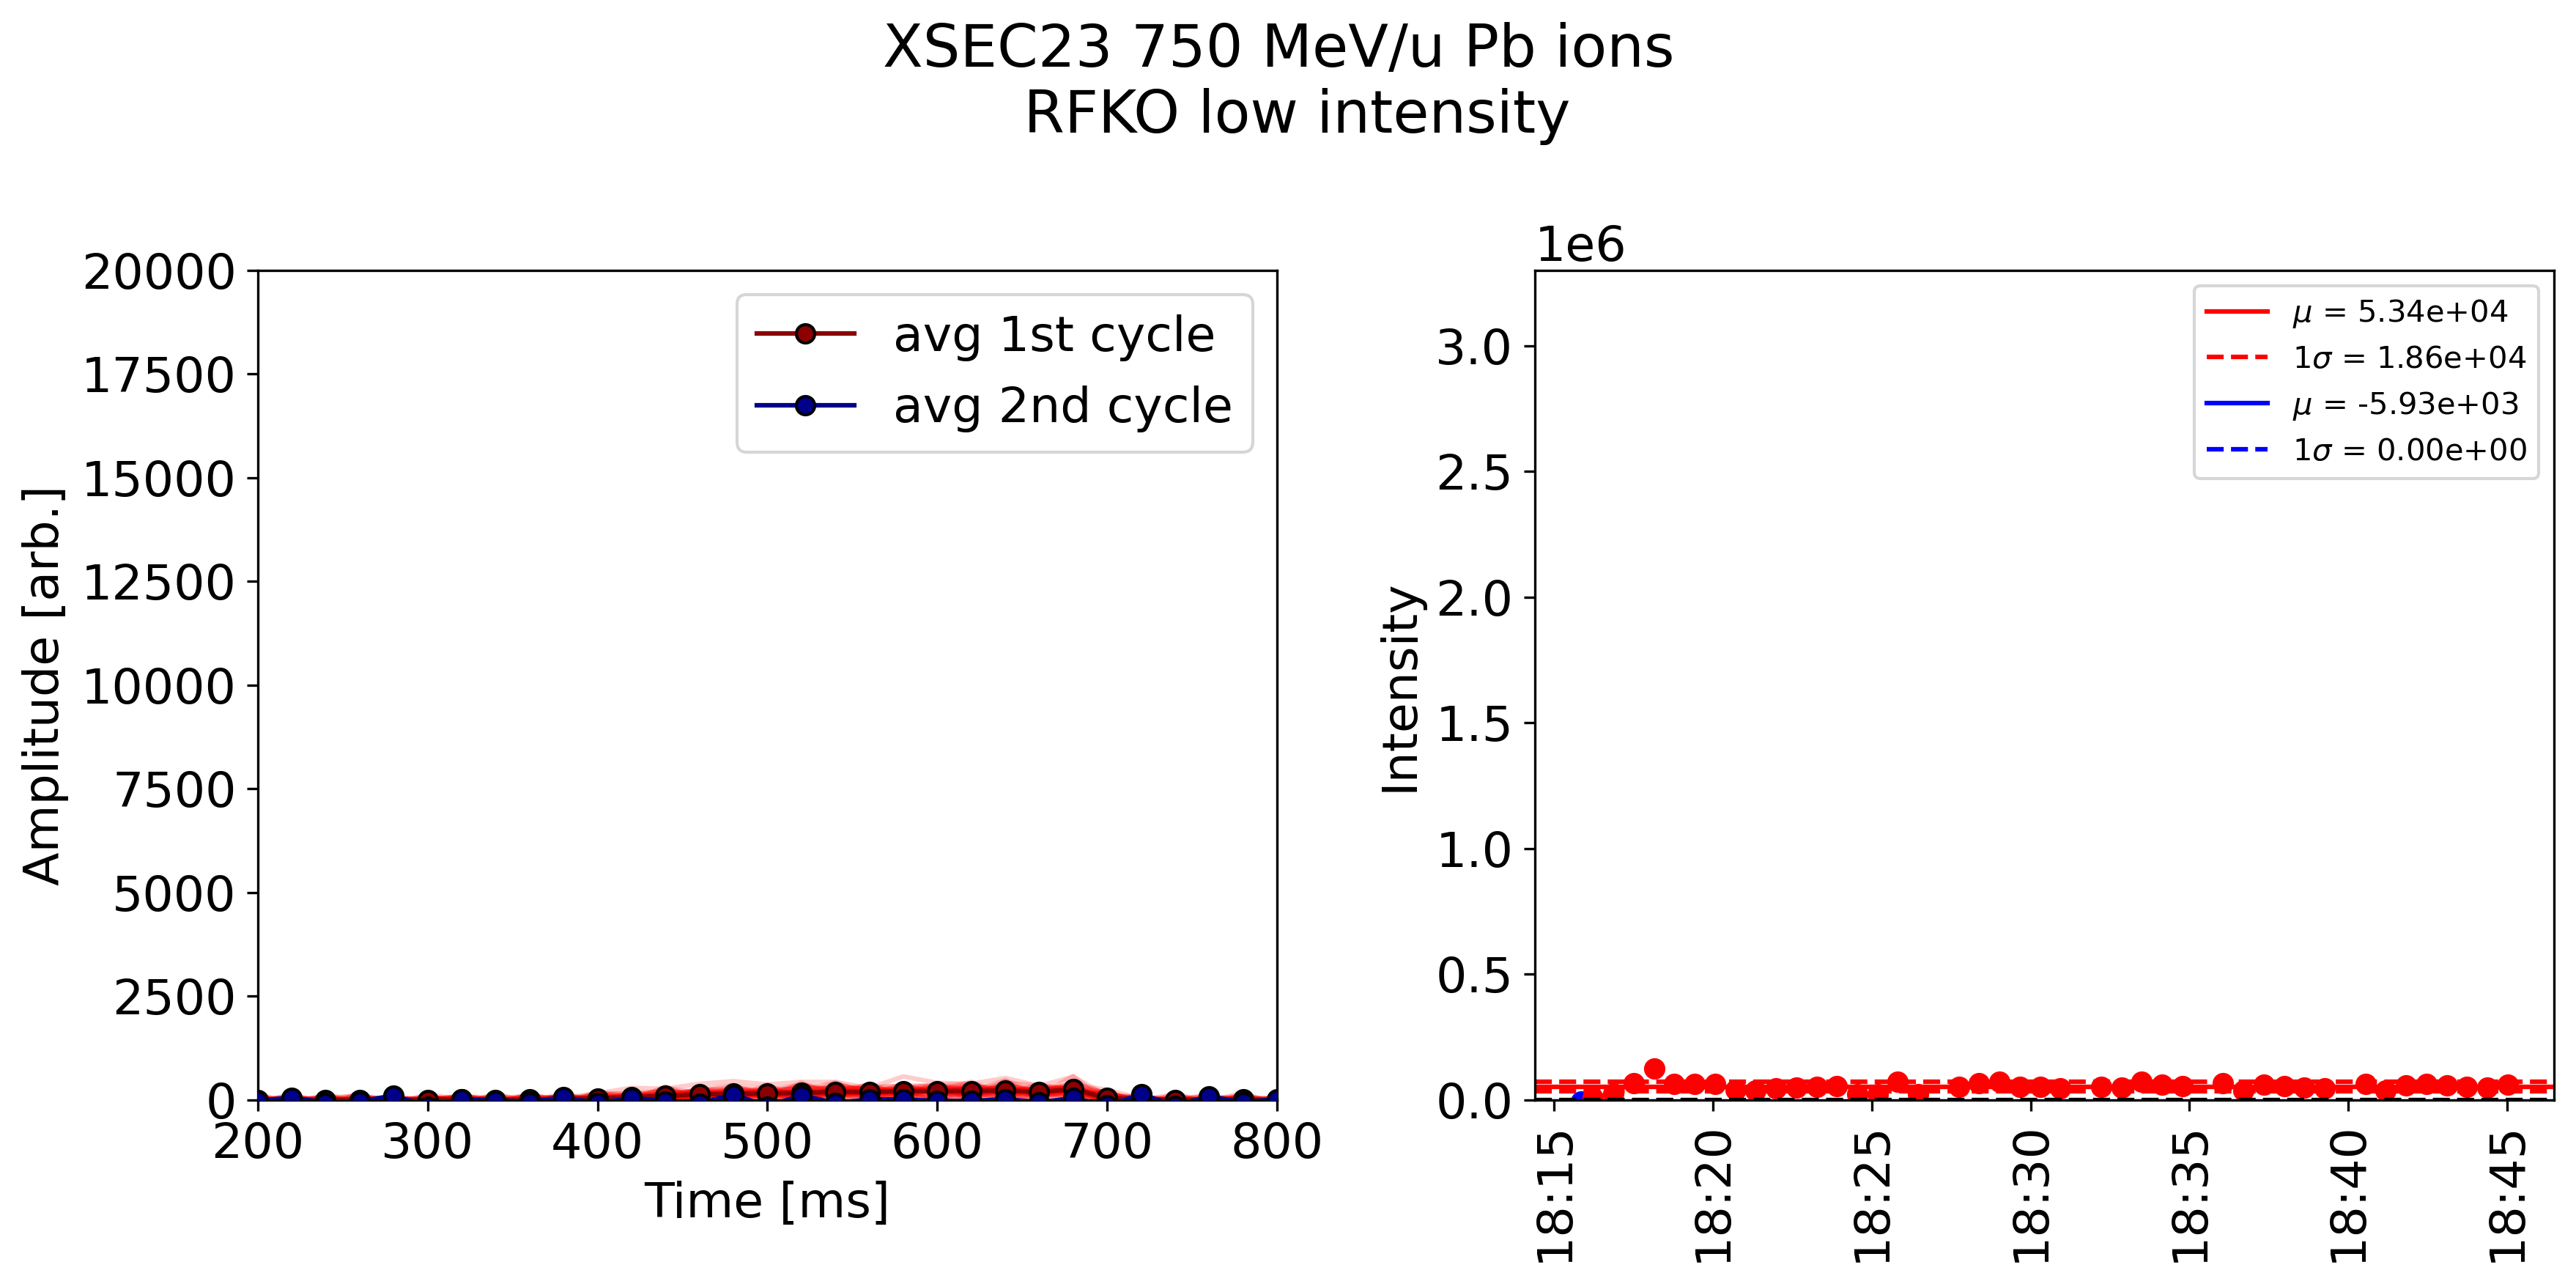 XSEC23 750 MeV/u Pb ions
RFKO low intensity
20000
17500
15000
12500
10000
7500
5000
2500
0
Amplitude [arb.]
200 300 400 500 600 700 800
Time [ms]
avg 1st cycle
avg 2nd cycle
1e6
3.0
2.5
2.0
1.5
1.0
0.5
0.0
Intensity
18:15 18:20 18:25 18:30 18:35 18:40 18:45
μ = 5.34e+04
1σ = 1.86e+04
μ = -5.93e+03
1σ = 0.00e+00